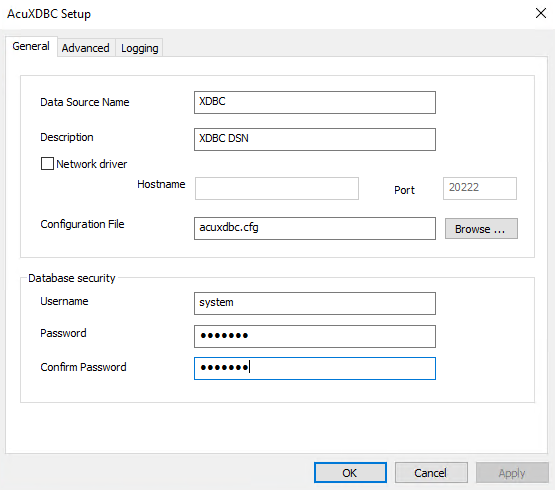 AcuXDBC Setup
General Advanced Logging
Data Source Name XDBC
Description XDBC DSN
Network driver
Hostname Port 20222
Configuration File acuxdbc.cfg Browse ...
Database security
Username system
Password •••••••
Confirm Password •••••••
OK Cancel Apply